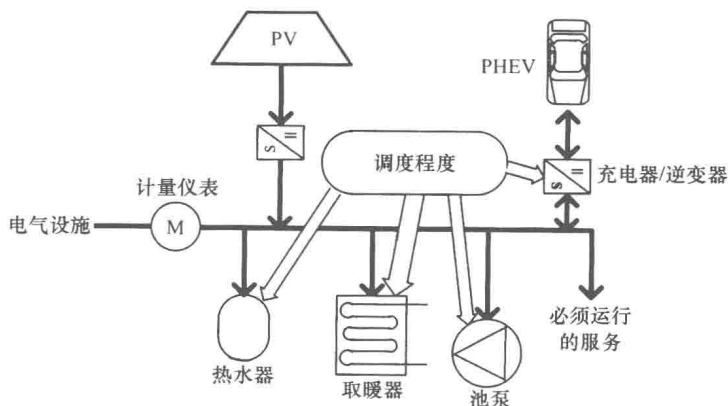 PV
PHEV
=
s
调度程度
=
s
充电器/逆变器
计量仪表
电气设施
M
热水器
取暖器
池泵
必须运行
的服务